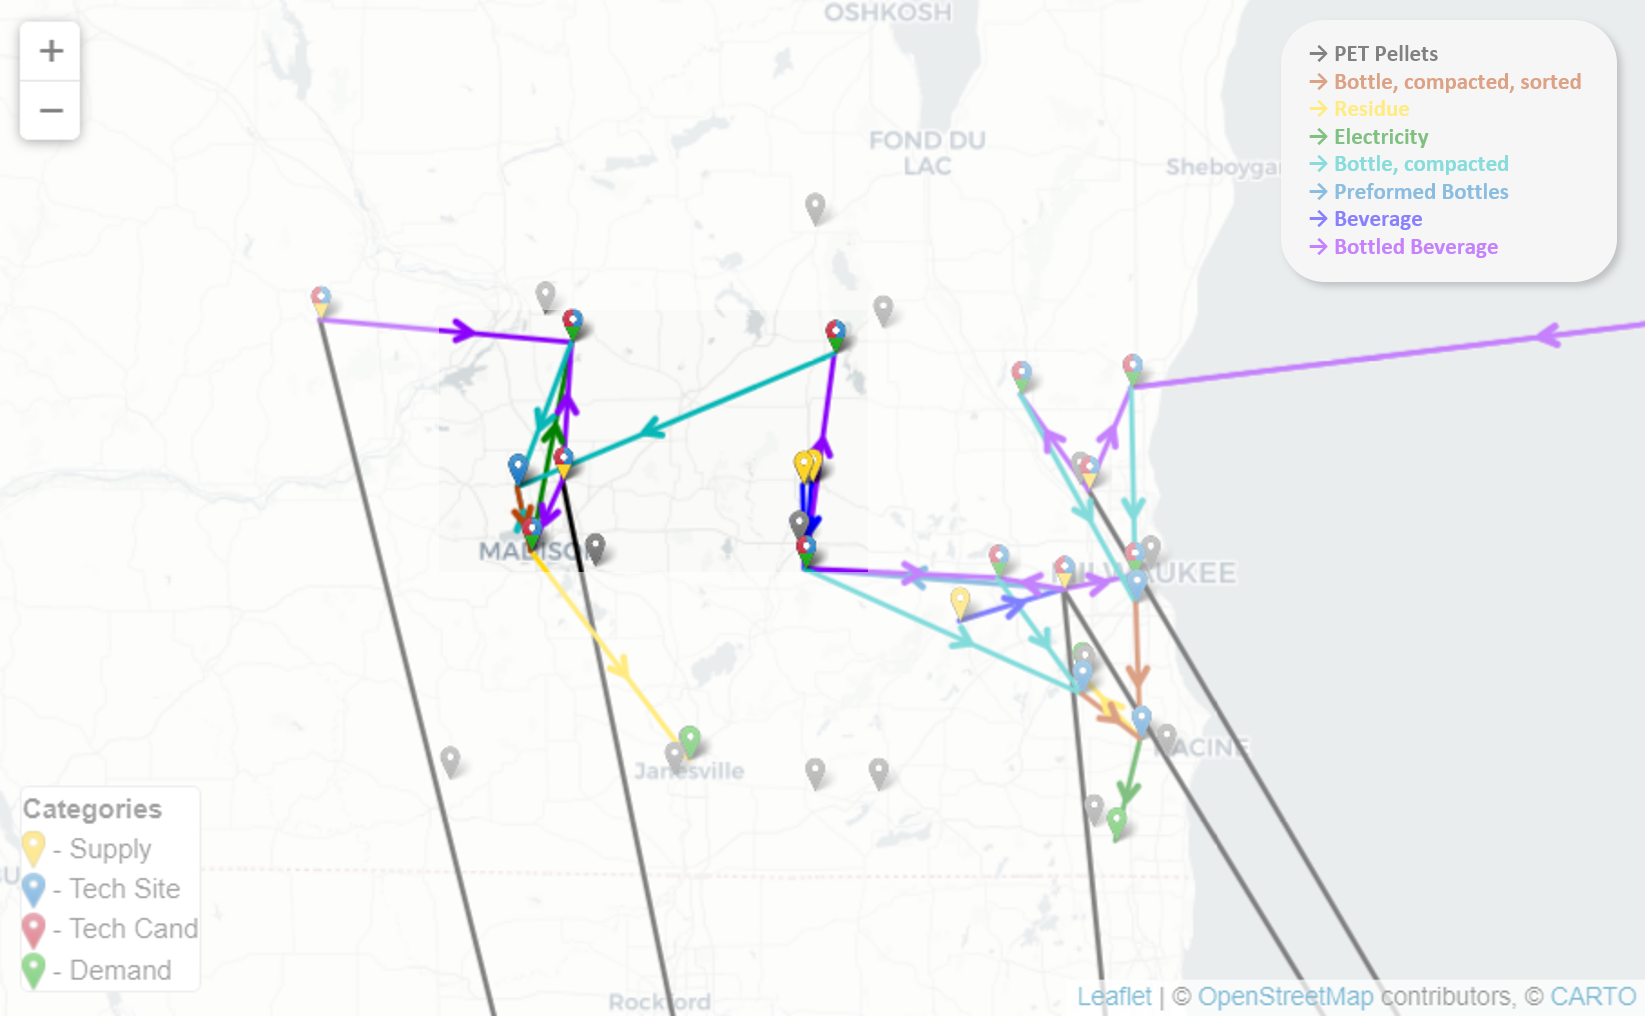 OSHKOSH
+
−
→ PET Pellets
→ Bottle, compacted, sorted
→ Residue
→ Electricity
→ Bottle, compacted
→ Preformed Bottles
→ Beverage
→ Bottled Beverage
FOND DU
LAC
Sheboygan
MADISON
MILWAUKEE
RACINE
Janesville
Categories
- Supply
- Tech Site
- Tech Cand
- Demand
Rockford
Leaflet | © OpenStreetMap contributors, © CARTO